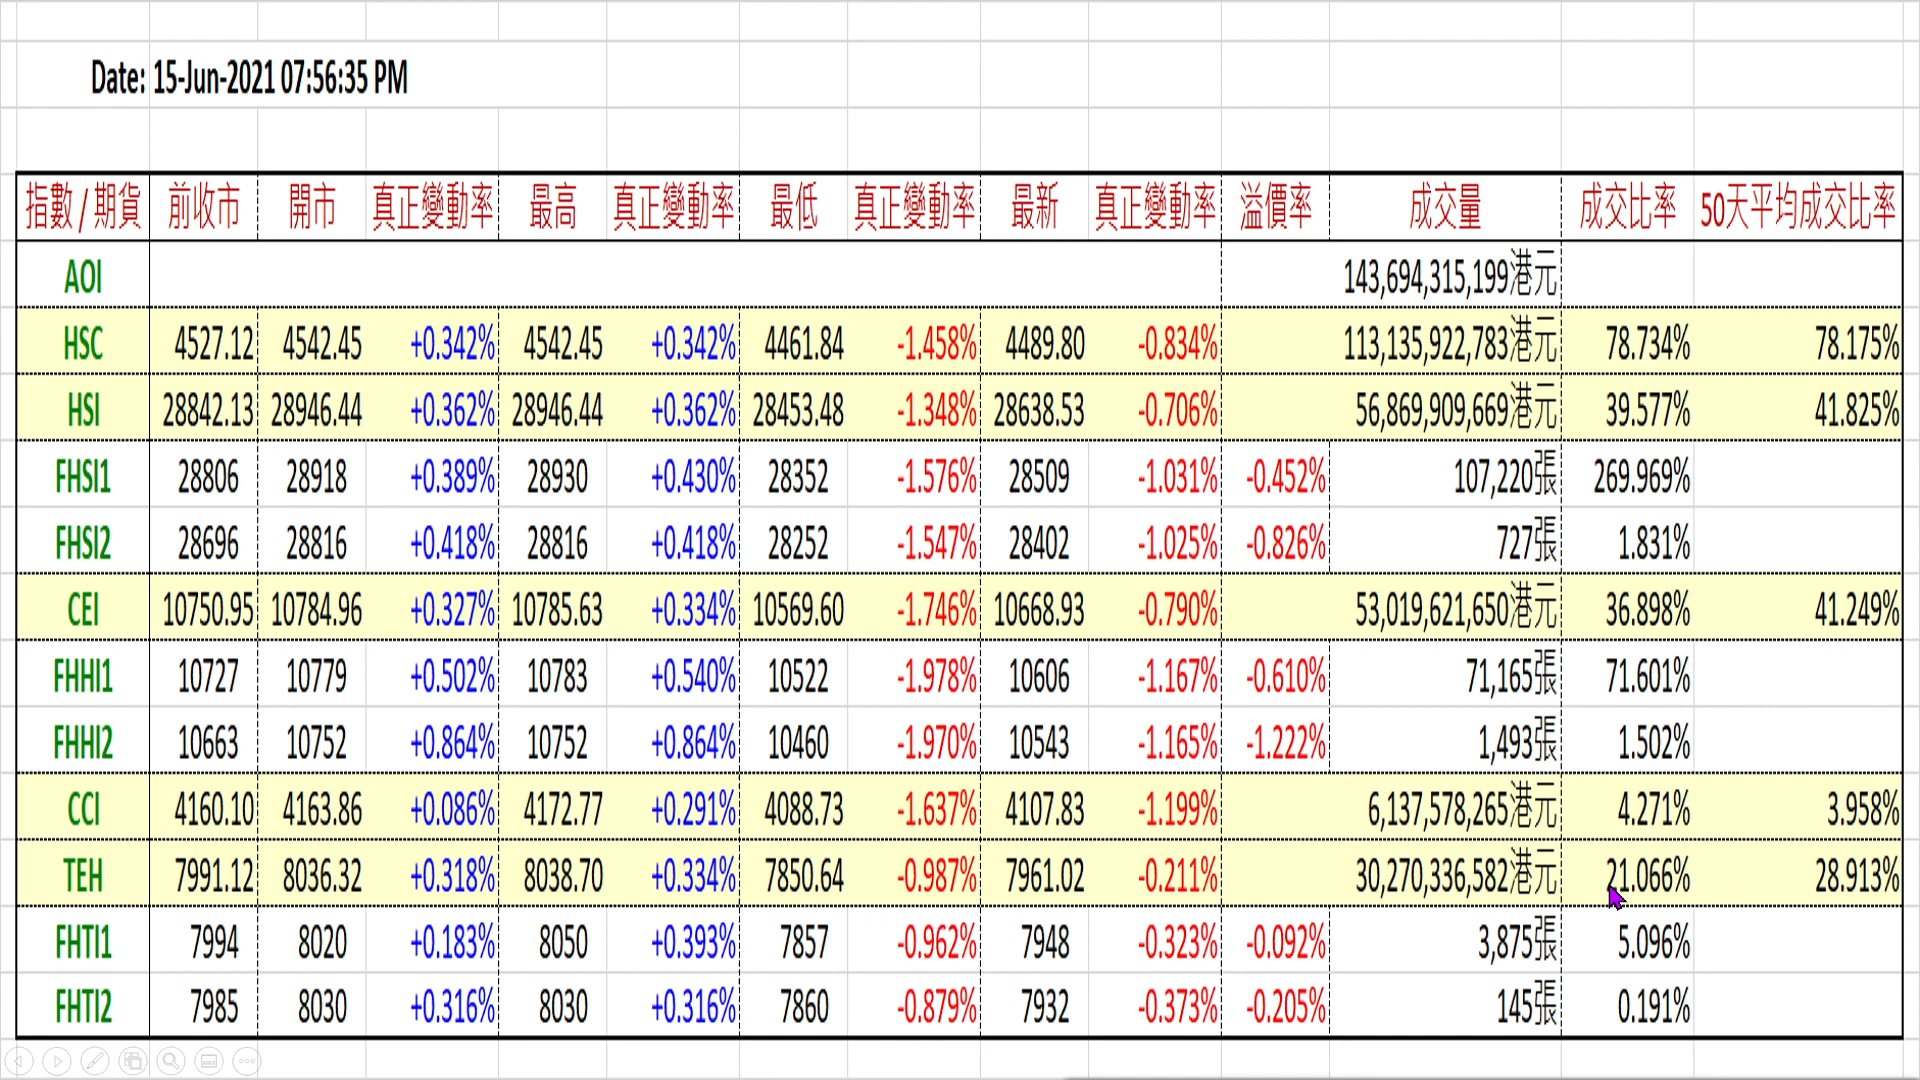 Date: 15-Jun-2021 07:56:35 PM
指數 / 期貨 前收市 開市 真正變動率 最高 真正變動率 最低 真正變動率 最新 真正變動率 溢價率 成交量 成交比率 50天平均成交比率
AOI 143,694,315,199港元
HSC 4527.12 4542.45 +0.342% 4542.45 +0.342% 4461.84 -1.458% 4489.80 -0.834% 113,135,922,783港元 78.734% 78.175%
HSI 28842.13 28946.44 +0.362% 28946.44 +0.362% 28453.48 -1.348% 28638.53 -0.706% 56,869,909,669港元 39.577% 41.825%
FHSI1 28806 28918 +0.389% 28930 +0.430% 28352 -1.576% 28509 -1.031% -0.452% 107,220張 269.969%
FHSI2 28696 28816 +0.418% 28816 +0.418% 28252 -1.547% 28402 -1.025% -0.826% 727張 1.831%
CEI 10750.95 10784.96 +0.327% 10785.63 +0.334% 10569.60 -1.746% 10668.93 -0.790% 53,019,621,650港元 36.898% 41.249%
FHHI1 10727 10779 +0.502% 10783 +0.540% 10522 -1.978% 10606 -1.167% -0.610% 71,165張 71.601%
FHHI2 10663 10752 +0.864% 10752 +0.864% 10460 -1.970% 10543 -1.165% -1.222% 1,493張 1.502%
CCI 4160.10 4163.86 +0.086% 4172.77 +0.291% 4088.73 -1.637% 4107.83 -1.199% 6,137,578,265港元 4.271% 3.958%
TEH 7991.12 8036.32 +0.318% 8038.70 +0.334% 7850.64 -0.987% 7961.02 -0.211% 30,270,336,582港元 21.066% 28.913%
FHTI1 7994 8020 +0.183% 8050 +0.393% 7857 -0.962% 7948 -0.323% -0.092% 3,875張 5.096%
FHTI2 7985 8030 +0.316% 8030 +0.316% 7860 -0.879% 7932 -0.373% -0.205% 145張 0.191%